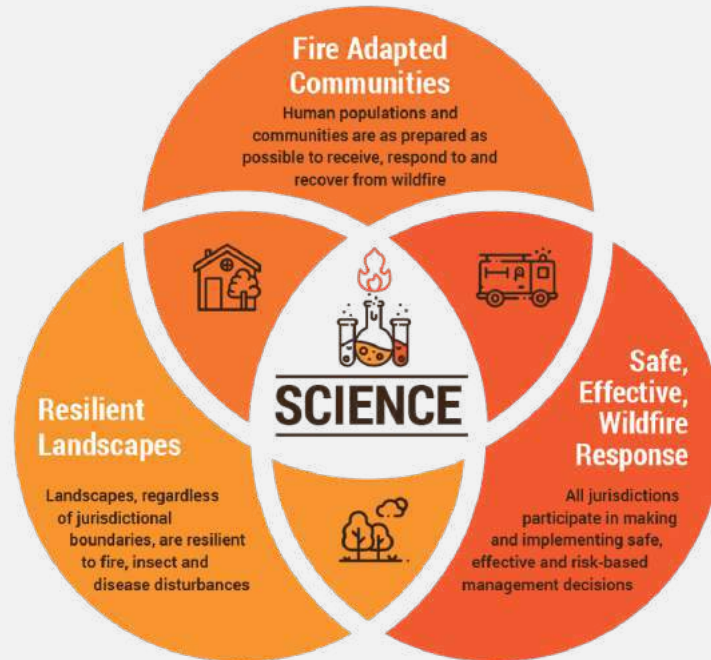 Fire Adapted
Communities
Human populations and
communities are as prepared as
possible to receive, respond to and
recover from wildfire
SCIENCE
Resilient
Landscapes
Landscapes, regardless
of jurisdictional
boundaries, are resilient
to fire, insect and
disease disturbances
Safe,
Effective,
Wildfire
Response
All jurisdictions
participate in making
and implementing safe,
effective and risk-based
management decisions